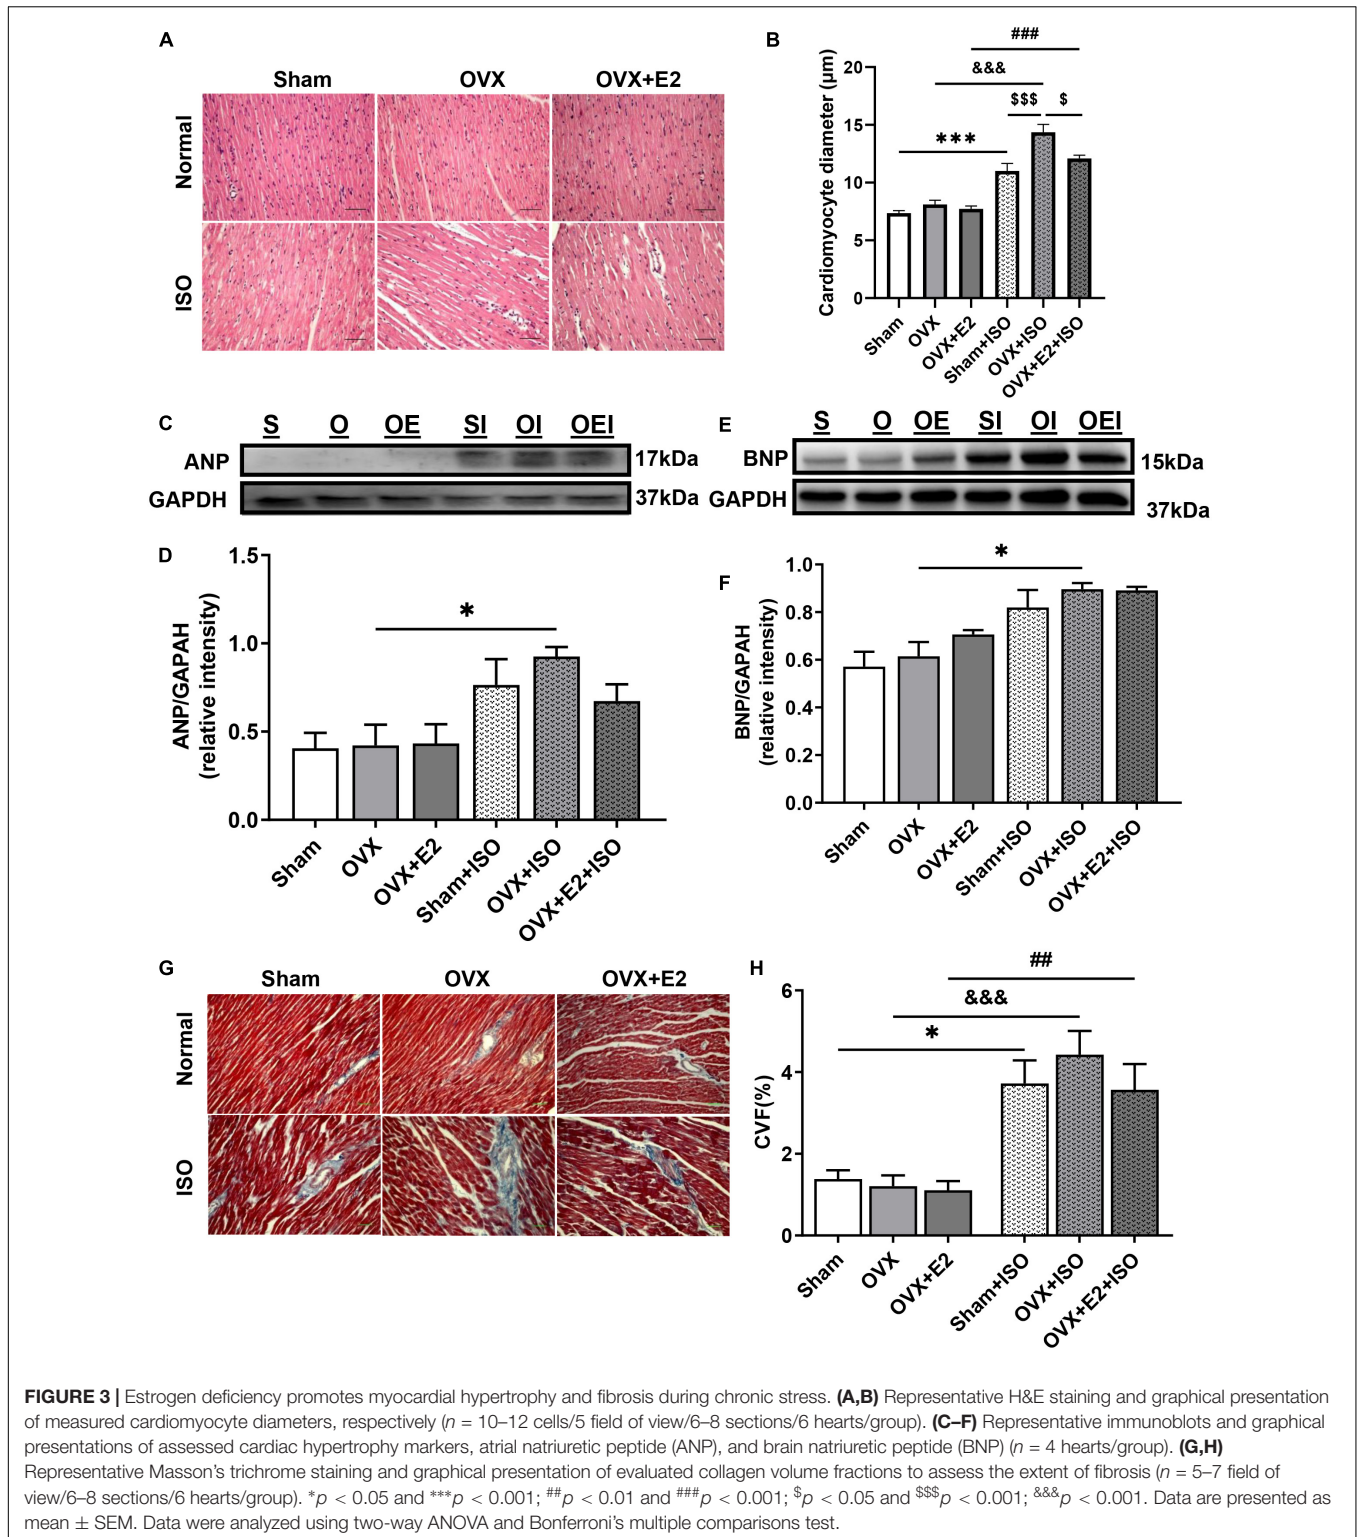 A
Sham OVX OVX+E2
Normal
ISO
B
###
&&&
$$$ $
***
Cardiomyocyte diameter (µm)
20
15
10
5
0
Sham
OVX
OVX+E2
Sham+ISO
OVX+ISO
OVX+E2+ISO
C
S O OE SI OI OEI
ANP 17kDa
GAPDH 37kDa
E
S O OE SI OI OEI
BNP 15kDa
GAPDH 37kDa
D
ANP/GAPAH
(relative intensity)
1.5
1.0
0.5
0.0
*
Sham
OVX
OVX+E2
Sham+ISO
OVX+ISO
OVX+E2+ISO
F
BNP/GAPAH
(relative intensity)
1.0
0.8
0.6
0.4
0.2
0.0
*
Sham
OVX
OVX+E2
Sham+ISO
OVX+ISO
OVX+E2+ISO
G
Sham OVX OVX+E2
Normal
ISO
H
##
&&&
*
CVF(%)
6
4
2
0
Sham
OVX
OVX+E2
Sham+ISO
OVX+ISO
OVX+E2+ISO
FIGURE 3 | Estrogen deficiency promotes myocardial hypertrophy and fibrosis during chronic stress. (A,B) Representative H&E staining and graphical presentation
of measured cardiomyocyte diameters, respectively (n = 10–12 cells/5 field of view/6–8 sections/6 hearts/group). (C–F) Representative immunoblots and graphical
presentations of assessed cardiac hypertrophy markers, atrial natriuretic peptide (ANP), and brain natriuretic peptide (BNP) (n = 4 hearts/group). (G,H)
Representative Masson's trichrome staining and graphical presentation of evaluated collagen volume fractions to assess the extent of fibrosis (n = 5–7 field of
view/6–8 sections/6 hearts/group). *p < 0.05 and ***p < 0.001; ##p < 0.01 and ###p < 0.001; $p < 0.05 and $$$p < 0.001; &&&p < 0.001. Data are presented as
mean ± SEM. Data were analyzed using two-way ANOVA and Bonferroni's multiple comparisons test.